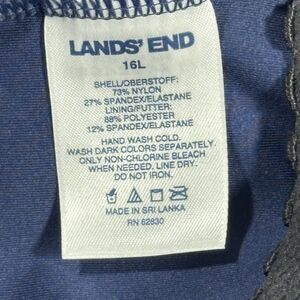 LANDS' END
16L
SHELL/OBERSTOFF:
73% NYLON
27% SPANDEX/ELASTAN
LINING/FUTTER:
88% POLYESTER
12% SPANDEX/ELASTAN
HAND WASH COLD.
WASH DARK COLORS SEPARATELY.
ONLY NON-CHLORINE BLEACH
WHEN NEEDED. LINE DRY.
DO NOT IRON.
MADE IN SRI LANKA
RN 62830